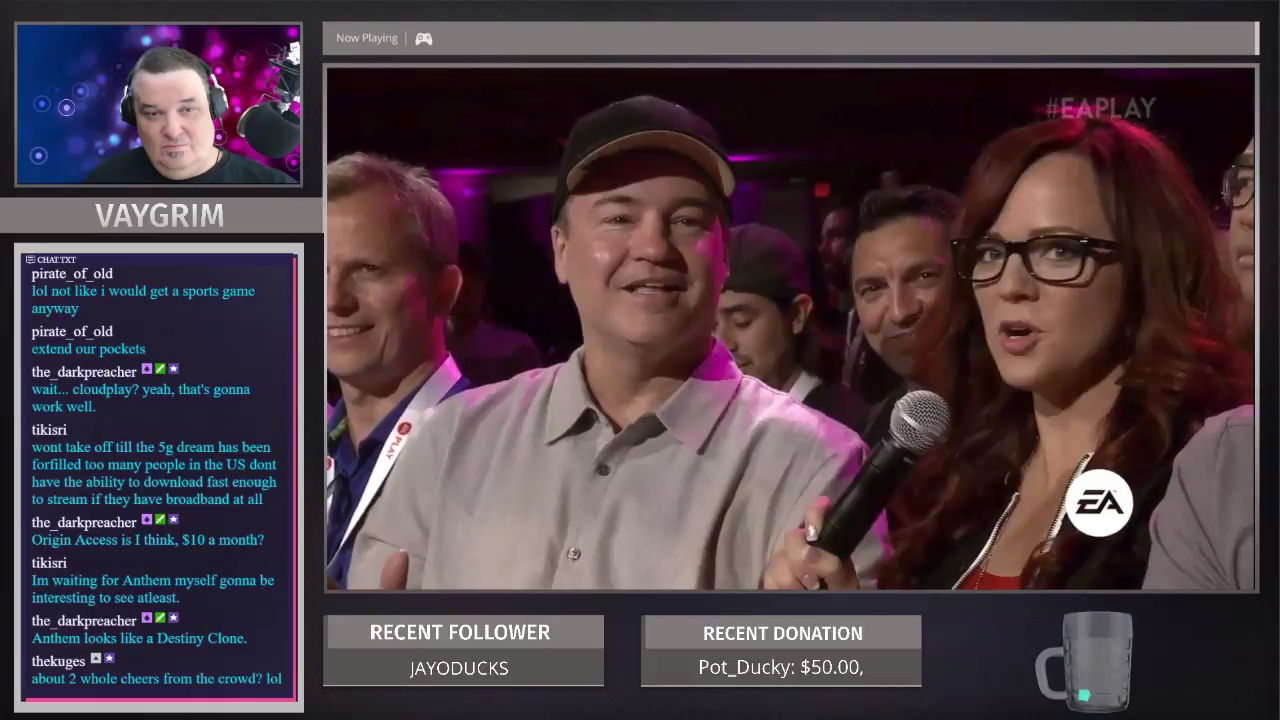 Now Playing
#EAPLAY
VAYGRIM
CHAT.TXT
pirate_of_old
lol not like i would get a sports game
anyway
pirate_of_old
extend our pockets
the_darkpreacher
wait... cloudplay? yeah, that's gonna
work well.
tikisri
wont take off till the 5g dream has been
forfilled too many people in the US dont
have the ability to download fast enough
to stream if they have broadband at all
the_darkpreacher
Origin Access is I think, $10 a month?
tikisri
Im waiting for Anthem myself gonna be
interesting to see atleast.
the_darkpreacher
Anthem looks like a Destiny Clone.
thekuges
about 2 whole cheers from the crowd? lol
PLAY
EA
RECENT FOLLOWER
JAYODUCKS
RECENT DONATION
Pot_Ducky: $50.00,